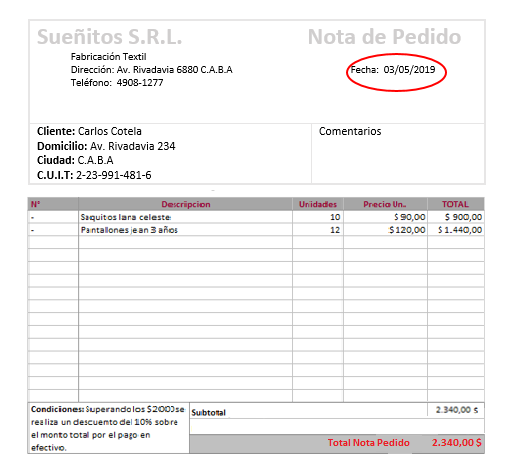 Sueñitos S.R.L.
Nota de Pedido
Fabricación Textil
Dirección: Av. Rivadavia 6880 C.A.B.A
Fecha: 03/05/2019
Teléfono: 4908-1277
Cliente: Carlos Cotela
Comentarios
Domicilio: Av. Rivadavia 234
Ciudad: C.A.B.A
C.U.I.T: 2-23-991-481-6
N° Descripcion Unidades Precio Un.. TOTAL
- Saquitos lana celeste 10 $ 90,00 $ 900,00
- Pantallones jean 3 años 12 $ 120,00 $ 1.440,00
Condiciones: Superando los $2000 se
realiza un descuento del 10% sobre
el monto total por el pago en
efectivo.
Subtotal 2.340,00 $
Total Nota Pedido 2.340,00 $